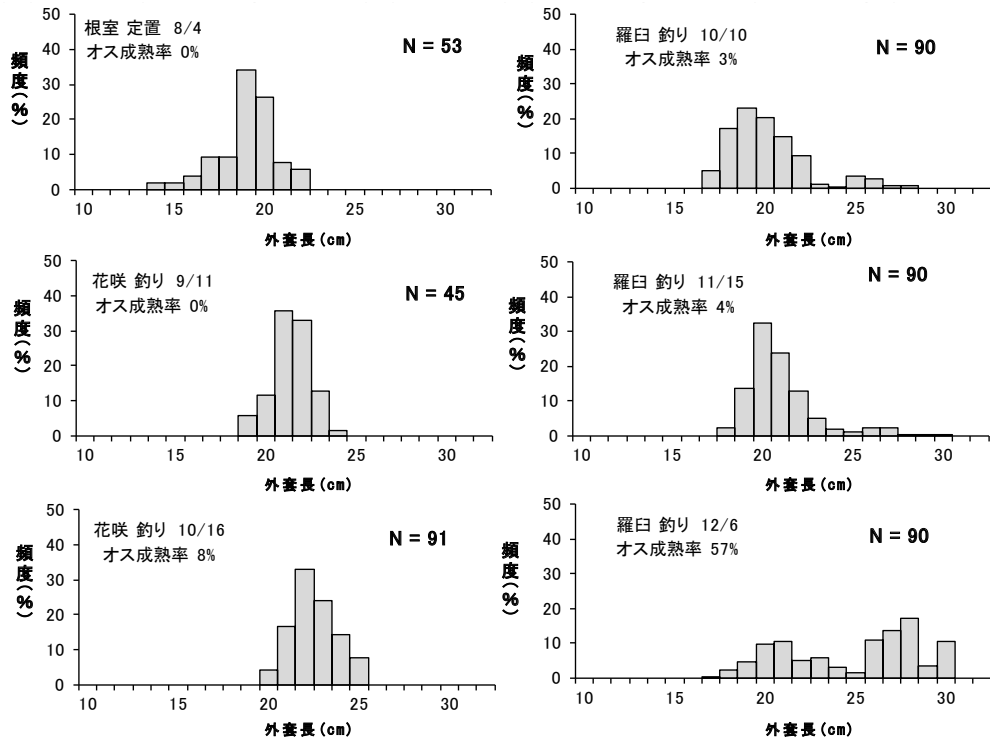 根室 定置 8/4
オス成熟率 0%
N = 53
頻度(%)
50
40
30
20
10
0
10 15 20 25 30
外套長(cm)
羅臼 釣り 10/10
オス成熟率 3%
N = 90
頻度(%)
50
40
30
20
10
0
10 15 20 25 30
外套長(cm)
花咲 釣り 9/11
オス成熟率 0%
N = 45
頻度(%)
50
40
30
20
10
0
10 15 20 25 30
外套長(cm)
羅臼 釣り 11/15
オス成熟率 4%
N = 90
頻度(%)
50
40
30
20
10
0
10 15 20 25 30
外套長(cm)
花咲 釣り 10/16
オス成熟率 8%
N = 91
頻度(%)
50
40
30
20
10
0
10 15 20 25 30
外套長(cm)
羅臼 釣り 12/6
オス成熟率 57%
N = 90
頻度(%)
50
40
30
20
10
0
10 15 20 25 30
外套長(cm)